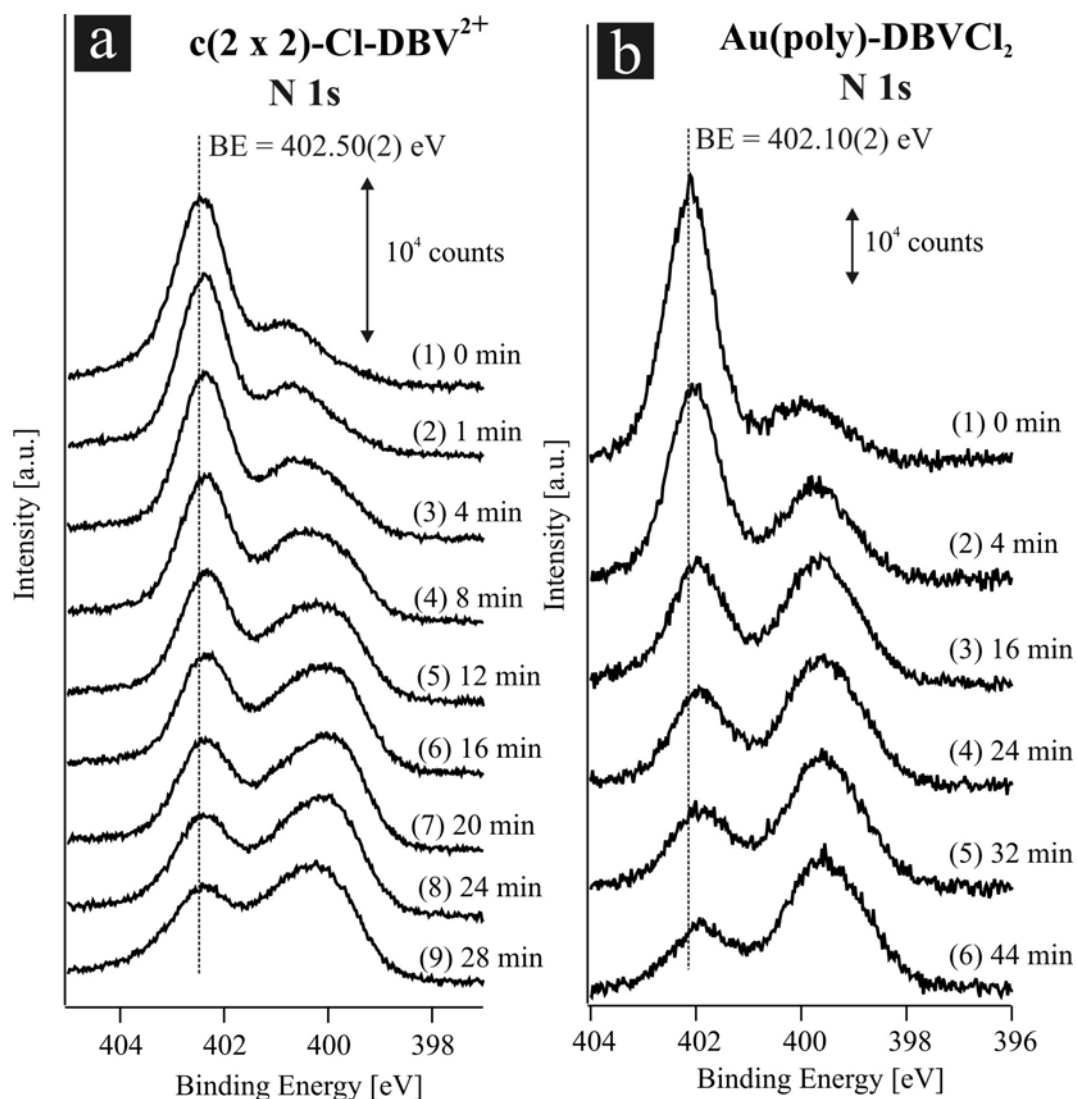 a
c(2 x 2)-Cl-DBV²⁺
N 1s
BE = 402.50(2) eV
10⁴ counts
(1) 0 min
(2) 1 min
(3) 4 min
(4) 8 min
(5) 12 min
(6) 16 min
(7) 20 min
(8) 24 min
(9) 28 min
Intensity [a.u.]
404 402 400 398
Binding Energy [eV]
b
Au(poly)-DBVCl₂
N 1s
BE = 402.10(2) eV
10⁴ counts
(1) 0 min
(2) 4 min
(3) 16 min
(4) 24 min
(5) 32 min
(6) 44 min
Intensity [a.u.]
404 402 400 398 396
Binding Energy [eV]